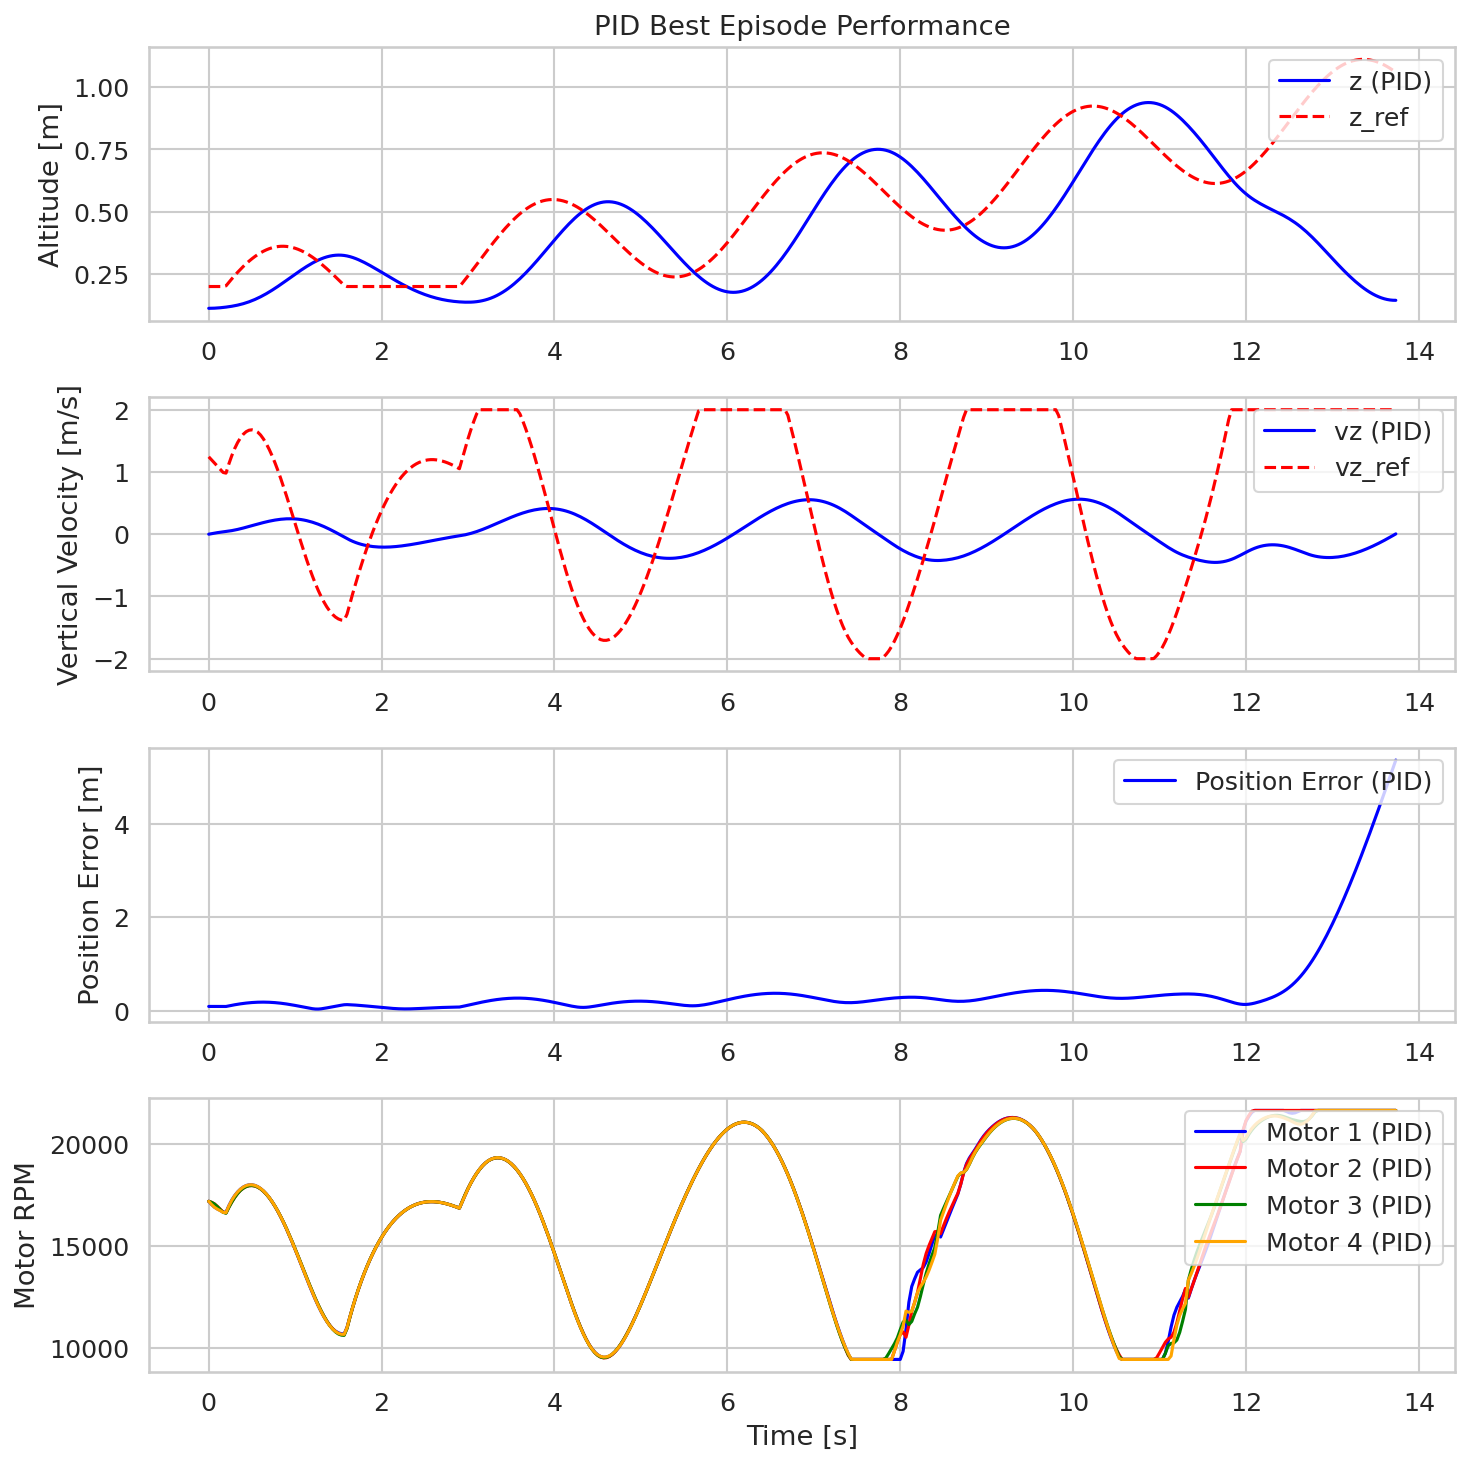 PID Best Episode Performance
Altitude [m]
1.00
0.75
0.50
0.25
z (PID)
z_ref
0 2 4 6 8 10 12 14
Vertical Velocity [m/s]
2
1
0
−1
−2
vz (PID)
vz_ref
0 2 4 6 8 10 12 14
Position Error [m]
4
2
0
Position Error (PID)
0 2 4 6 8 10 12 14
Motor RPM
20000
15000
10000
Motor 1 (PID)
Motor 2 (PID)
Motor 3 (PID)
Motor 4 (PID)
0 2 4 6 8 10 12 14
Time [s]